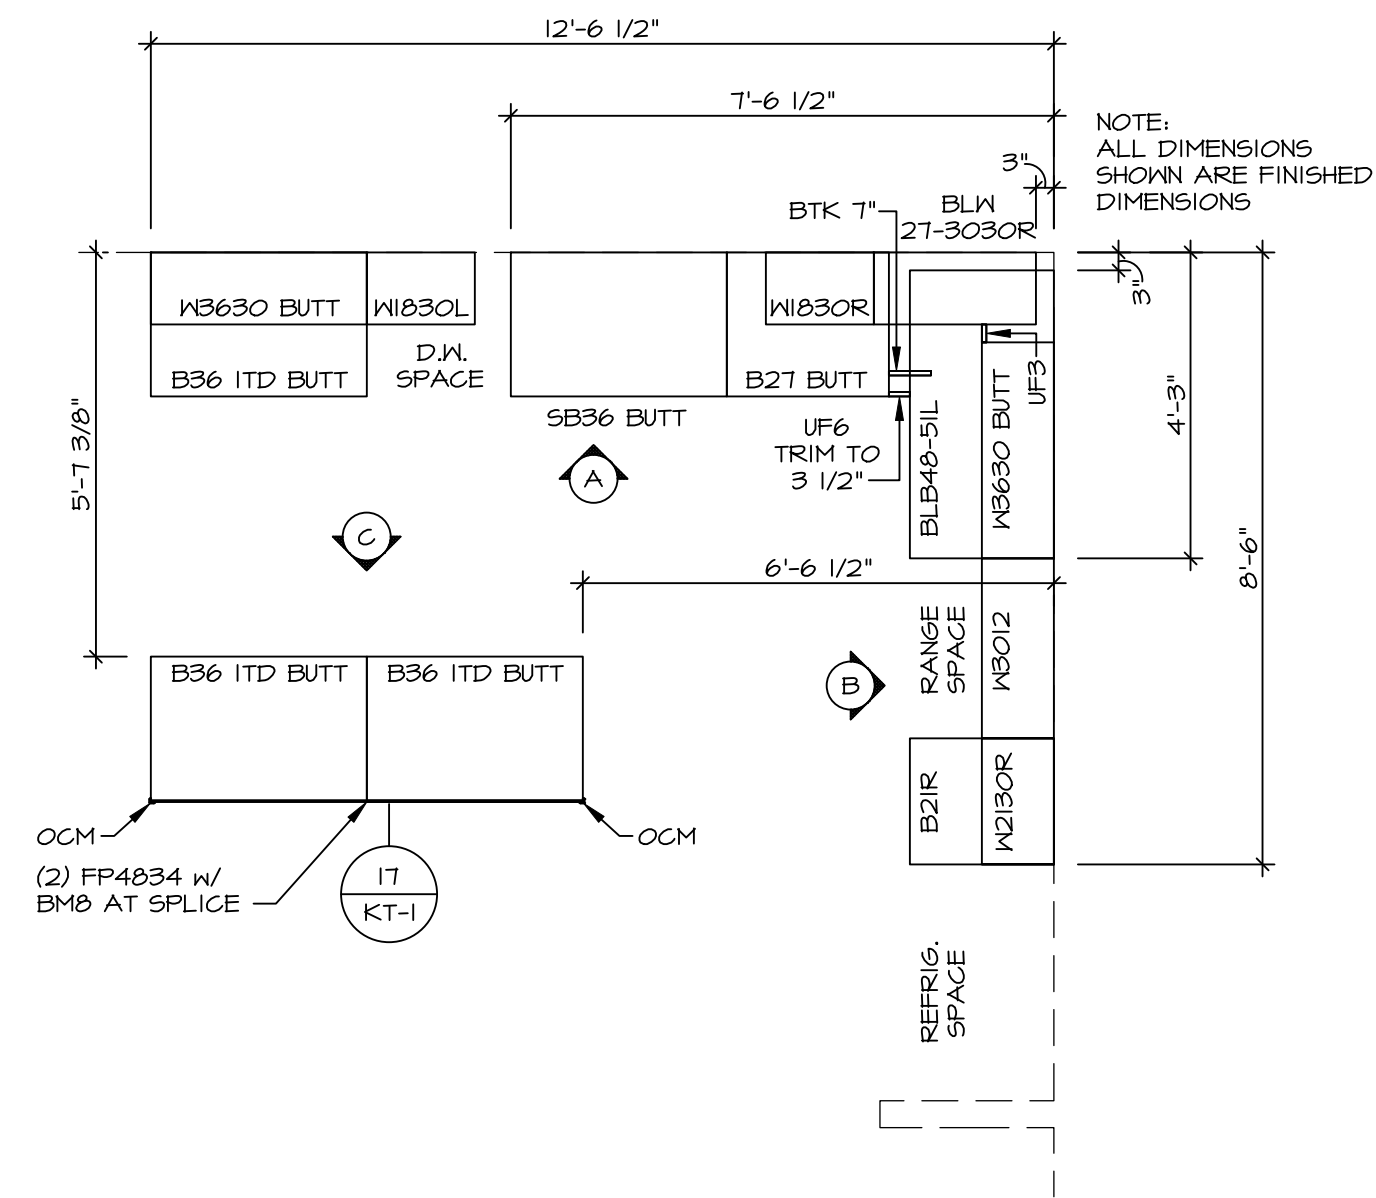 12'-6 1/2"
7'-6 1/2"
NOTE:
ALL DIMENSIONS
SHOWN ARE FINISHED
DIMENSIONS
3"
BTK 7"
BLW
27-3030R
W3630 BUTT
W1830L
W1830R
3"
B36 1TD BUTT
D.W.
SPACE
B27 BUTT
UF3
SB36 BUTT
UF6
TRIM TO
3 1/2"
BLB48-51L
W3630 BUTT
4'-3"
5'-7 3/8"
A
C
8'-6"
6'-6 1/2"
RANGE
SPACE
W3012
B36 1TD BUTT
B36 1TD BUTT
B
B21R
W2130R
OCM
OCM
(2) FP4834 w/
BM8 AT SPLICE
17
KT-1
REFRIG.
SPACE